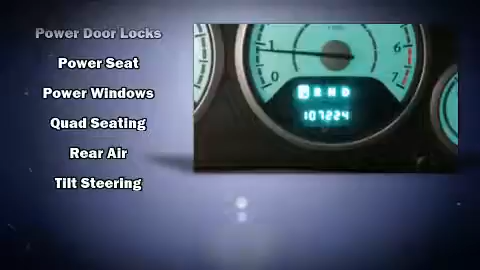 Power Door Locks
Power Seat
Power Windows
Quad Seating
Rear Air
Tilt Steering
1
6
0
7
P R N D
107224